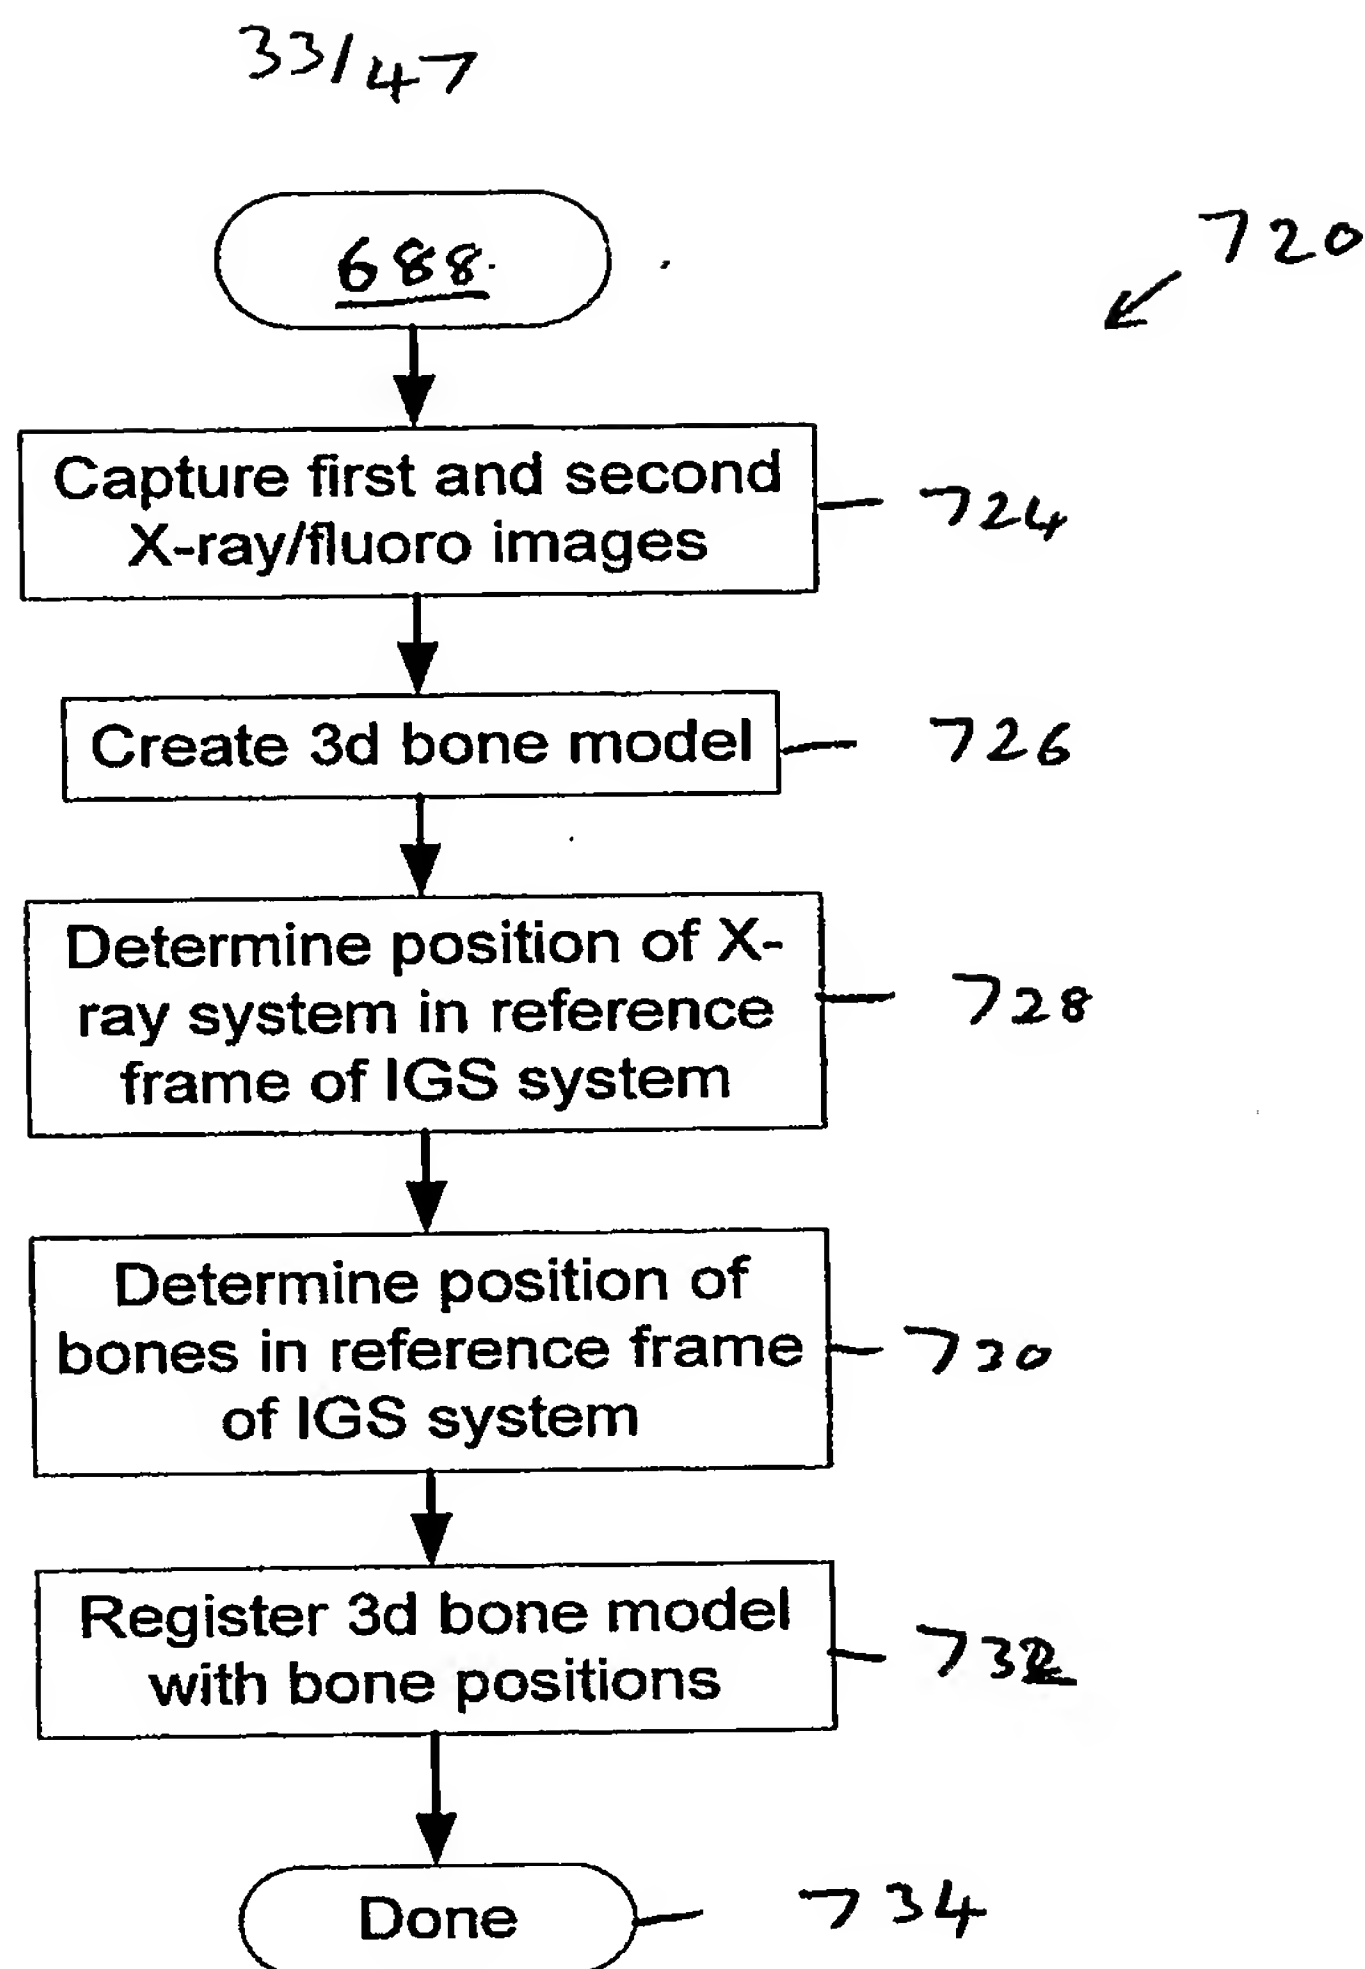 33/47
688
720
Capture first and second
X-ray/fluoro images
724
Create 3d bone model
726
Determine position of X-
ray system in reference
frame of IGS system
728
Determine position of
bones in reference frame
of IGS system
730
Register 3d bone model
with bone positions
732
Done
734